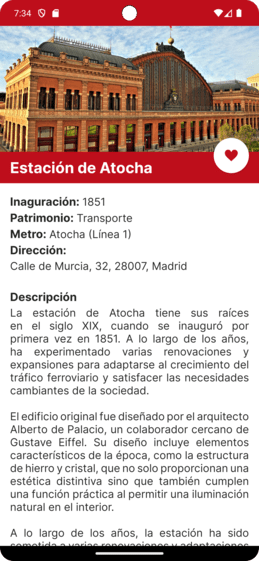 7:34
Estación de Atocha
Inaguración: 1851
Patrimonio: Transporte
Metro: Atocha (Línea 1)
Dirección:
Calle de Murcia, 32, 28007, Madrid
Descripción
La estación de Atocha tiene sus raíces
en el siglo XIX, cuando se inauguró por
primera vez en 1851. A lo largo de los años,
ha experimentado varias renovaciones y
expansiones para adaptarse al crecimiento del
tráfico ferroviario y satisfacer las necesidades
cambiantes de la sociedad.
El edificio original fue diseñado por el arquitecto
Alberto de Palacio, un colaborador cercano de
Gustave Eiffel. Su diseño incluye elementos
característicos de la época, como la estructura
de hierro y cristal, que no solo proporcionan una
estética distintiva sino que también cumplen
una función práctica al permitir una iluminación
natural en el interior.
A lo largo de los años, la estación ha sido
sometida a varias renovaciones y adaptaciones